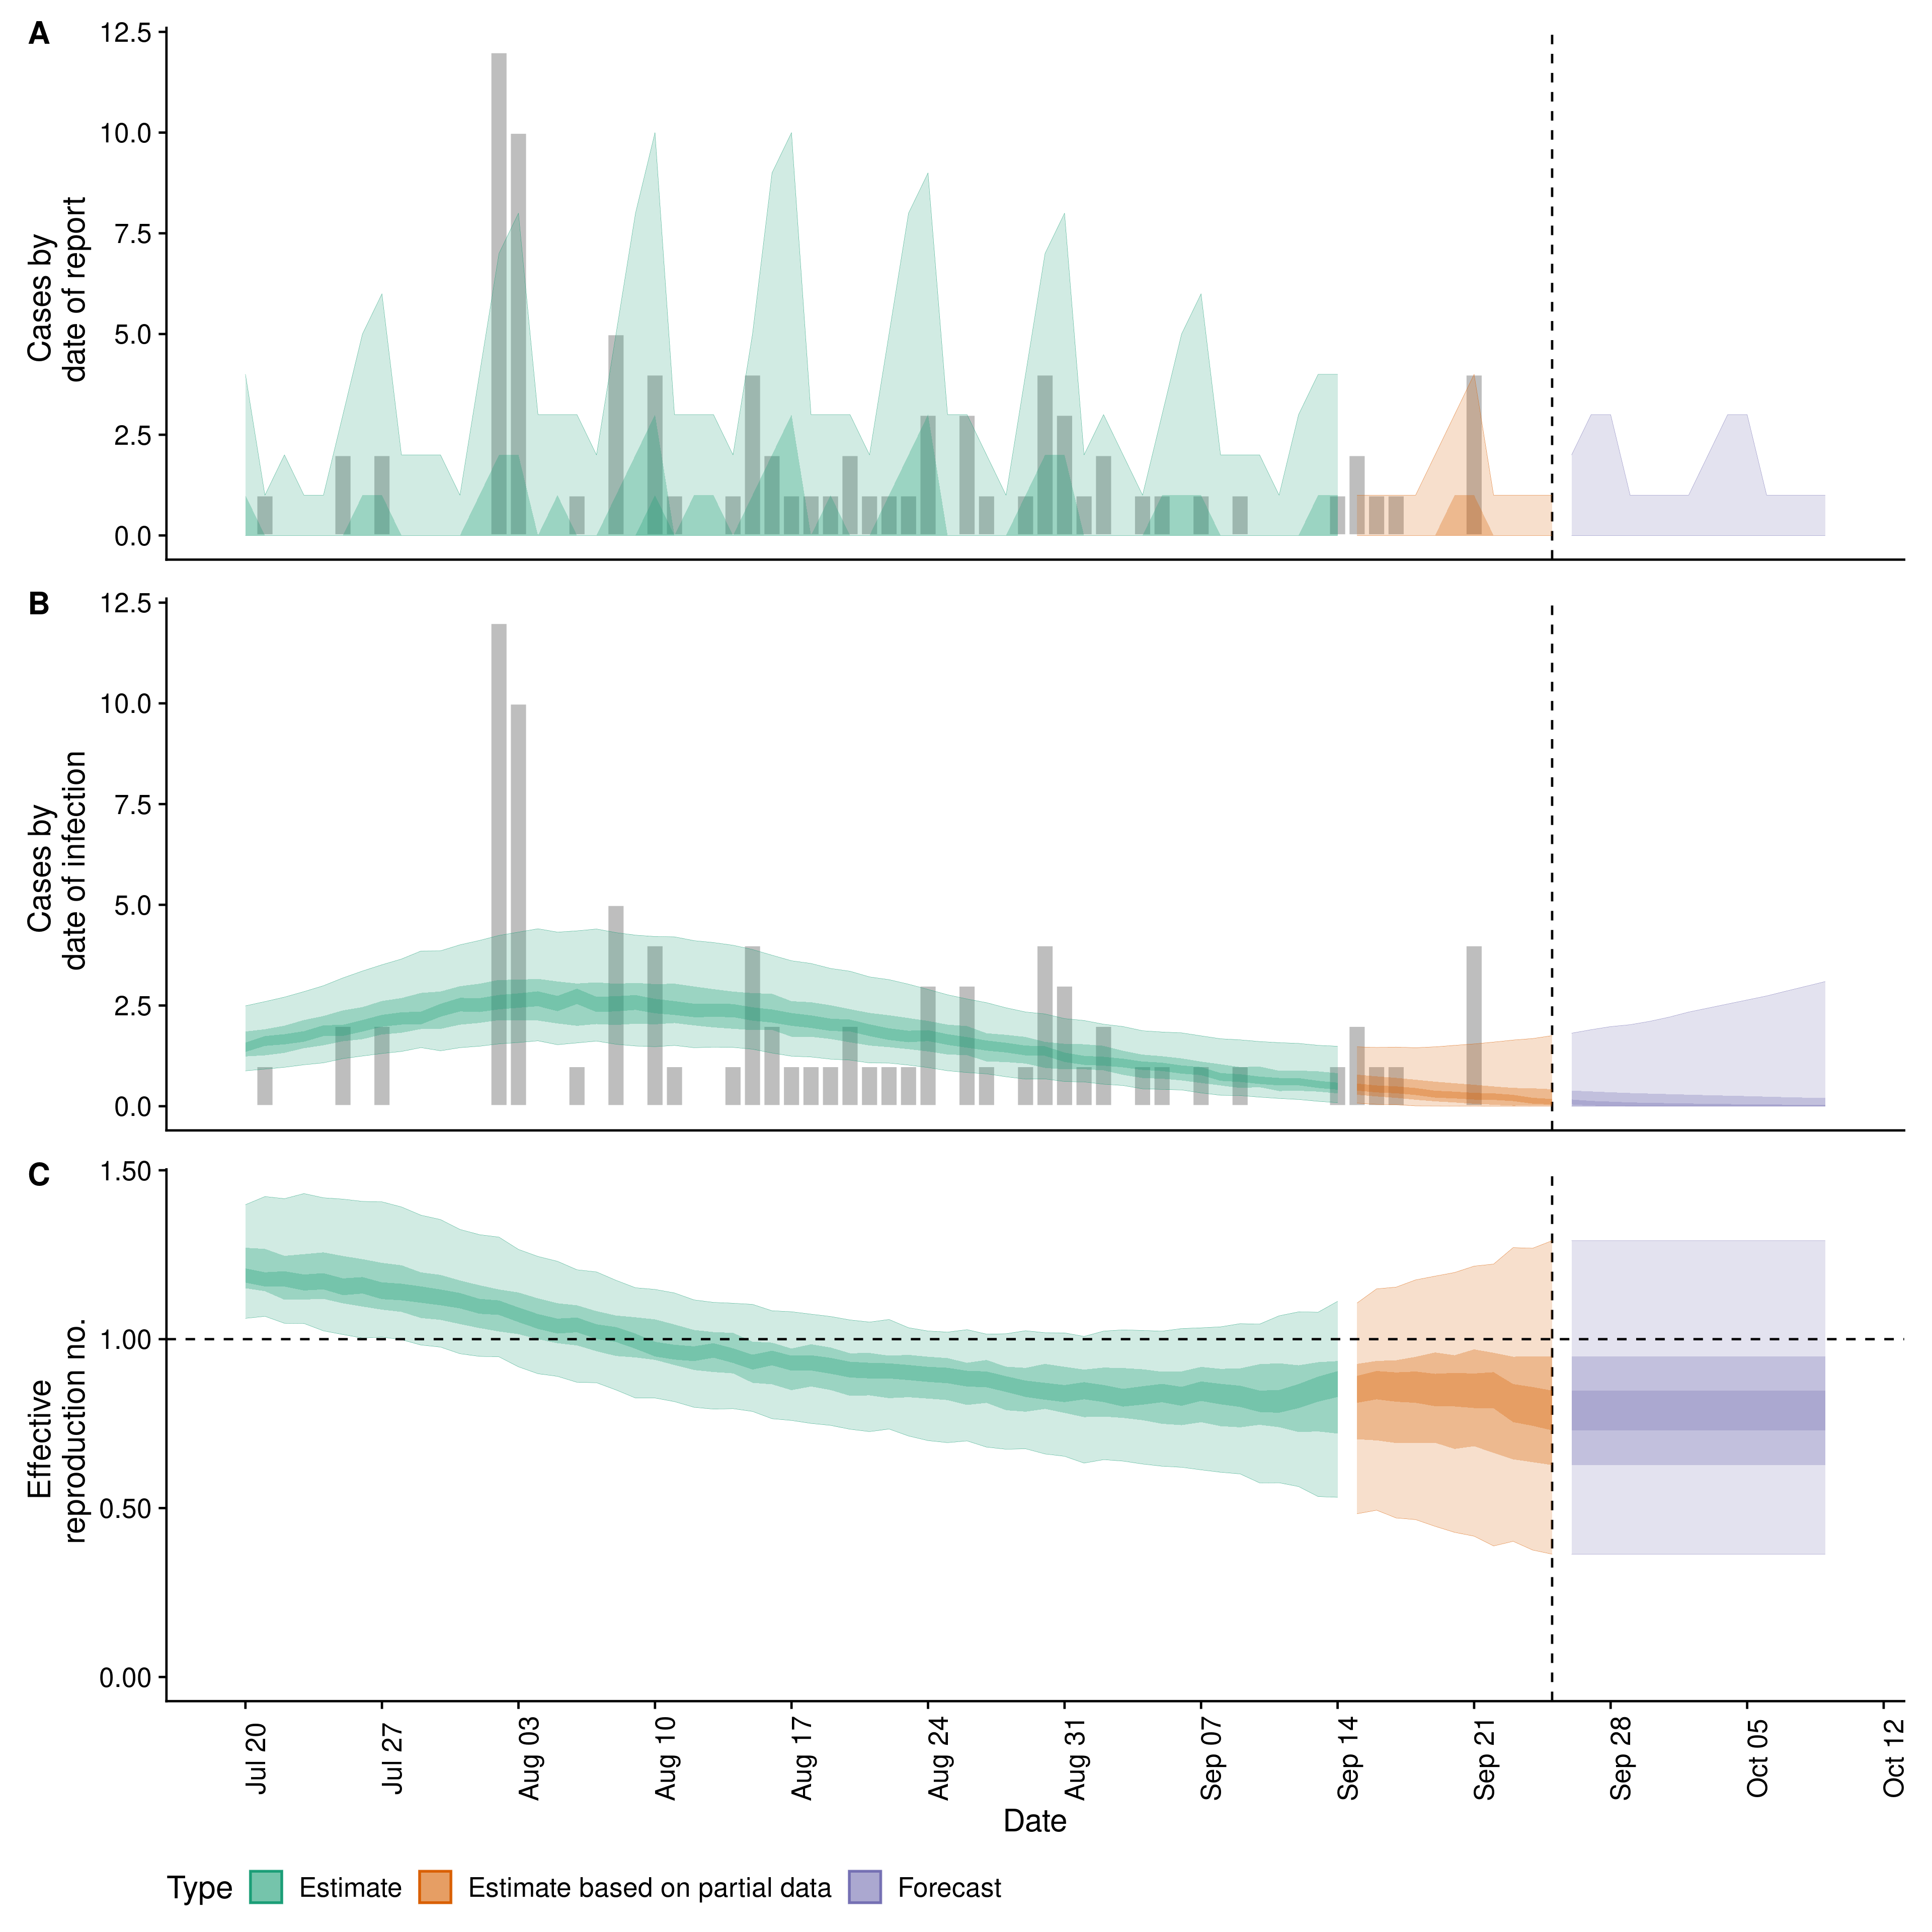 A
12.5
10.0
7.5
5.0
2.5
0.0
Cases by
date of report
B
12.5
10.0
7.5
5.0
2.5
0.0
Cases by
date of infection
C
1.50
1.00
0.50
0.00
Effective
reproduction no.
Jul 20
Jul 27
Aug 03
Aug 10
Aug 17
Aug 24
Aug 31
Sep 07
Sep 14
Sep 21
Sep 28
Oct 05
Oct 12
Date
Type Estimate Estimate based on partial data Forecast